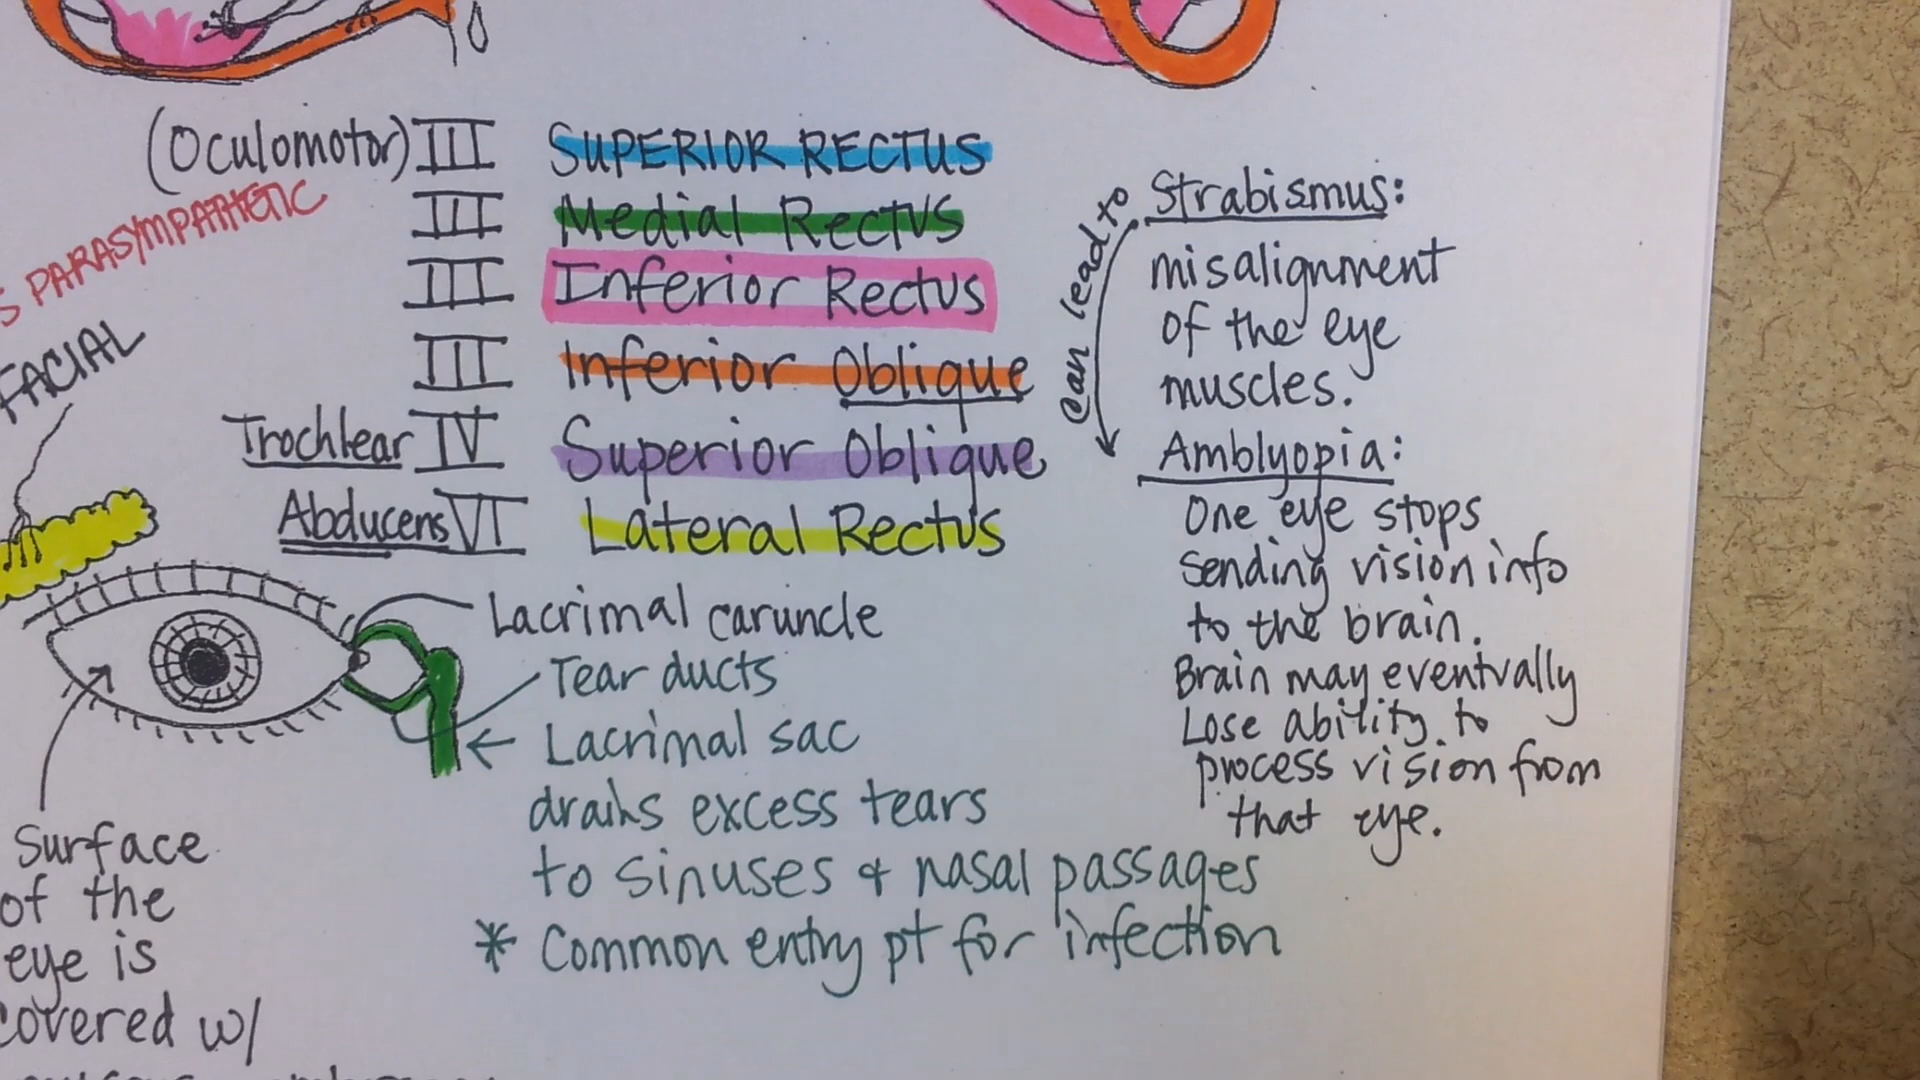 (Oculomotor) III SUPERIOR RECTUS
III Medial Rectus
III Inferior Rectus
III Inferior Oblique
Trochlear IV Superior Oblique
Abducens VI Lateral Rectus
PARASYMPATHETIC
FACIAL
can lead to
Strabismus:
misalignment
of the eye
muscles.
Amblyopia:
One eye stops
sending vision info
to the brain.
Brain may eventually
Lose ability to
process vision from
that eye.
Lacrimal caruncle
Tear ducts
← Lacrimal sac
drains excess tears
to sinuses & nasal passages
* Common entry pt for infection
Surface
of the
eye is
covered w/